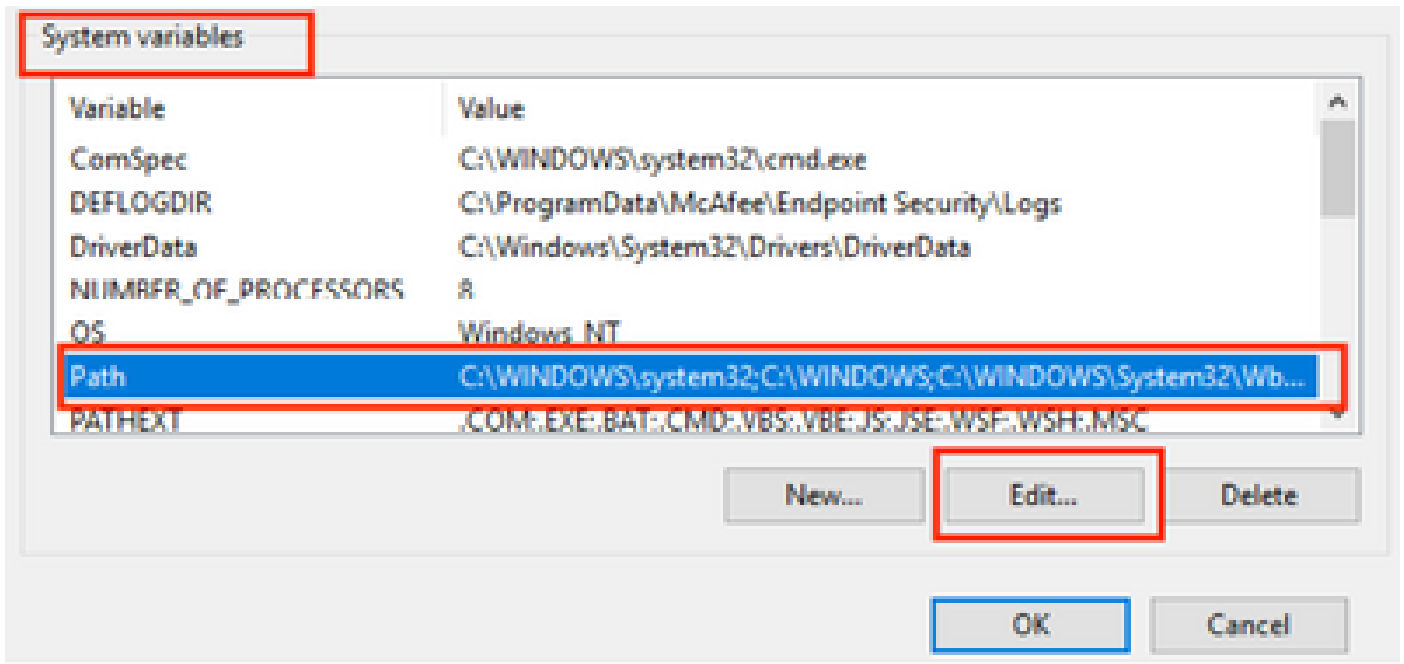 System variables
Variable Value
ComSpec C:\WINDOWS\system32\cmd.exe
DEFLOGDIR C:\ProgramData\McAfee\Endpoint Security\Logs
DriverData C:\Windows\System32\Drivers\DriverData
NUMBER_OF_PROCESSORS 8
OS Windows_NT
Path C:\WINDOWS\system32;C:\WINDOWS;C:\WINDOWS\System32\Wb...
PATHEXT .COM;.EXE;.BAT;.CMD;.VBS;.VBE;.JS;.JSE;.WSF;.WSH;.MSC
New... Edit... Delete
OK Cancel